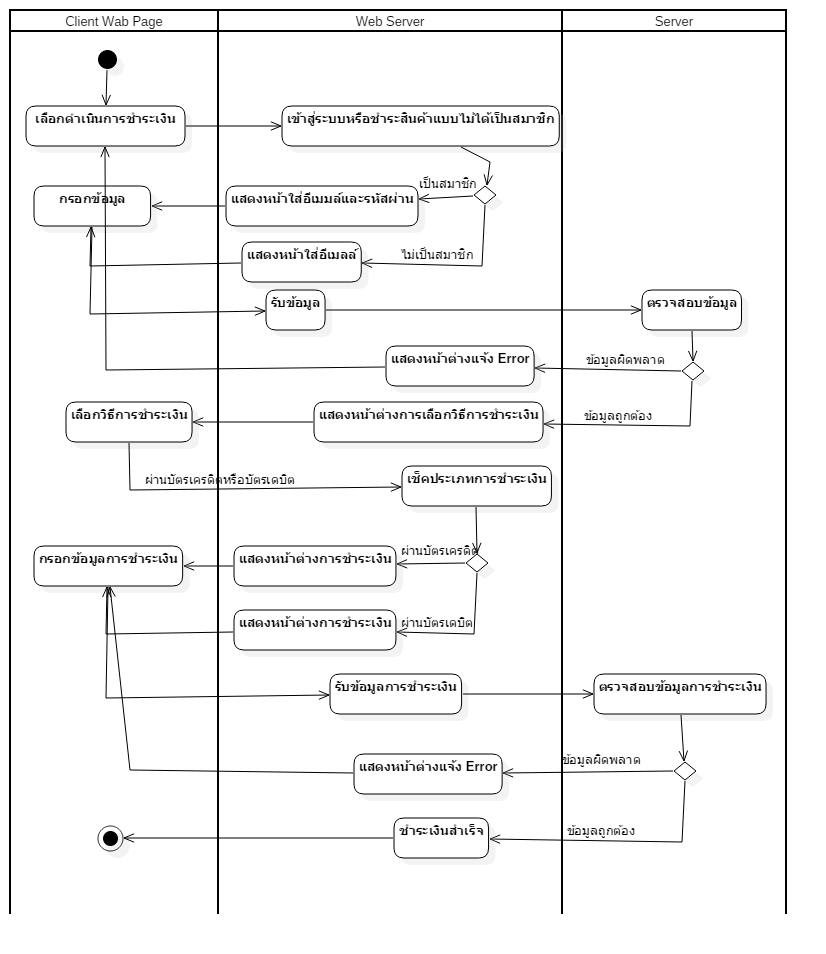 Client Wab Page
Web Server
Server
เลือกดำเนินการชำระเงิน
เข้าสู่ระบบหรือชำระสินค้าแบบไม่ได้เป็นสมาชิก
เป็นสมาชิก
กรอกข้อมูล
แสดงหน้าใส่อีเมมล์และรหัสผ่าน
แสดงหน้าใส่อีเมลล์
ไม่เป็นสมาชิก
รับข้อมูล
ตรวจสอบข้อมูล
แสดงหน้าต่างแจ้ง Error
ข้อมูลผิดพลาด
เลือกวิธีการชำระเงิน
แสดงหน้าต่างการเลือกวิธีการชำระเงิน
ข้อมูลถูกต้อง
ผ่านบัตรเครดิตหรือบัตรเดบิต
เช็คประเภทการชำระเงิน
กรอกข้อมูลการชำระเงิน
แสดงหน้าต่างการชำระเงิน
ผ่านบัตรเครดิต
แสดงหน้าต่างการชำระเงิน
ผ่านบัตรเดบิต
รับข้อมูลการชำระเงิน
ตรวจสอบข้อมูลการชำระเงิน
แสดงหน้าต่างแจ้ง Error
ข้อมูลผิดพลาด
ชำระเงินสำเร็จ
ข้อมูลถูกต้อง